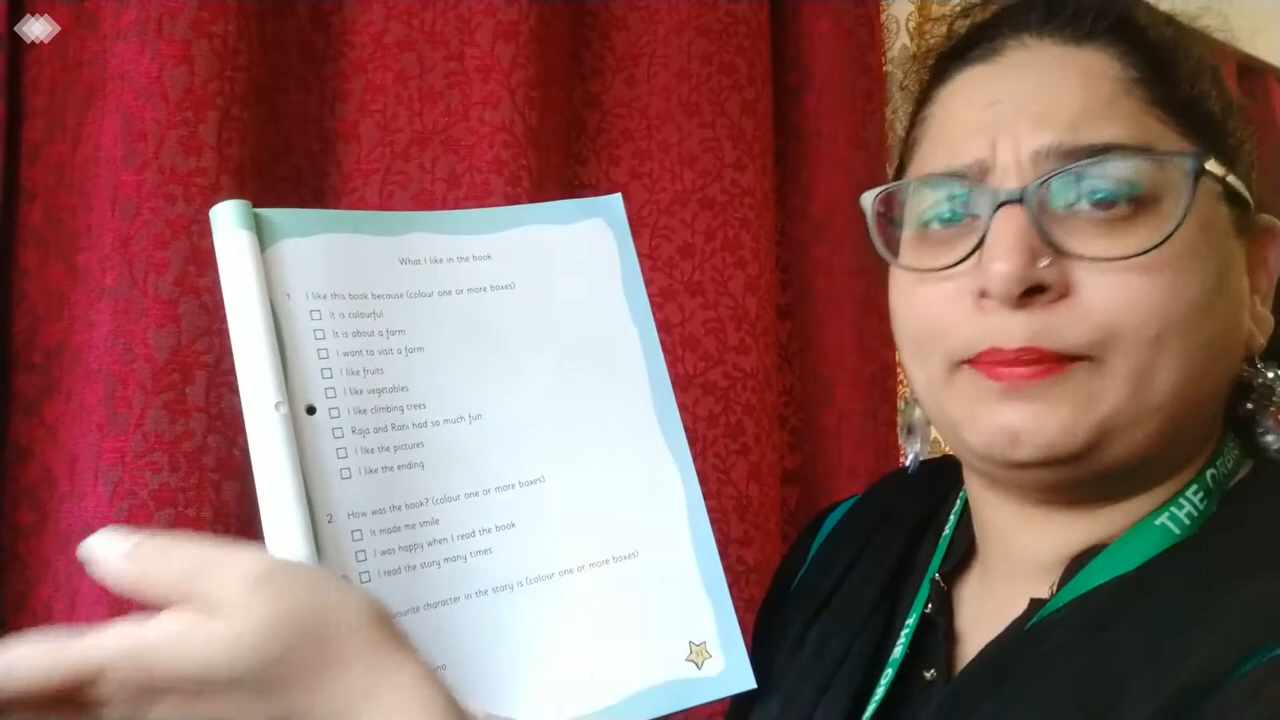 What I like in the book
1. I like this book because (colour one or more boxes)
It is colourful
It is about a farm
I want to visit a farm
I like fruits
I like vegetables
I like climbing trees
Raja and Rani had so much fun
I like the pictures
I like the ending
2. How was the book? (colour one or more boxes)
It made me smile
I was happy when I read the book
I read the story many times
character in the story is (colour one or more boxes)
31
THE
THE